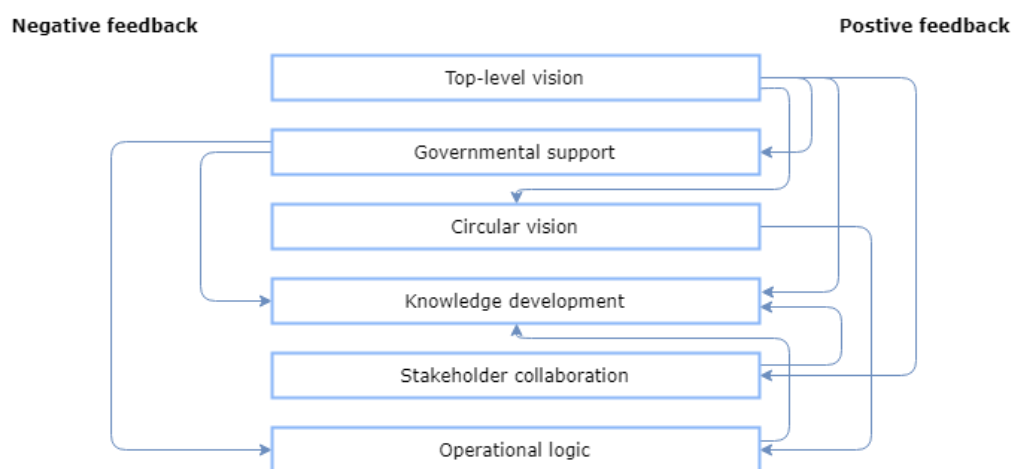 Negative feedback
Postive feedback
Top-level vision
Governmental support
Circular vision
Knowledge development
Stakeholder collaboration
Operational logic